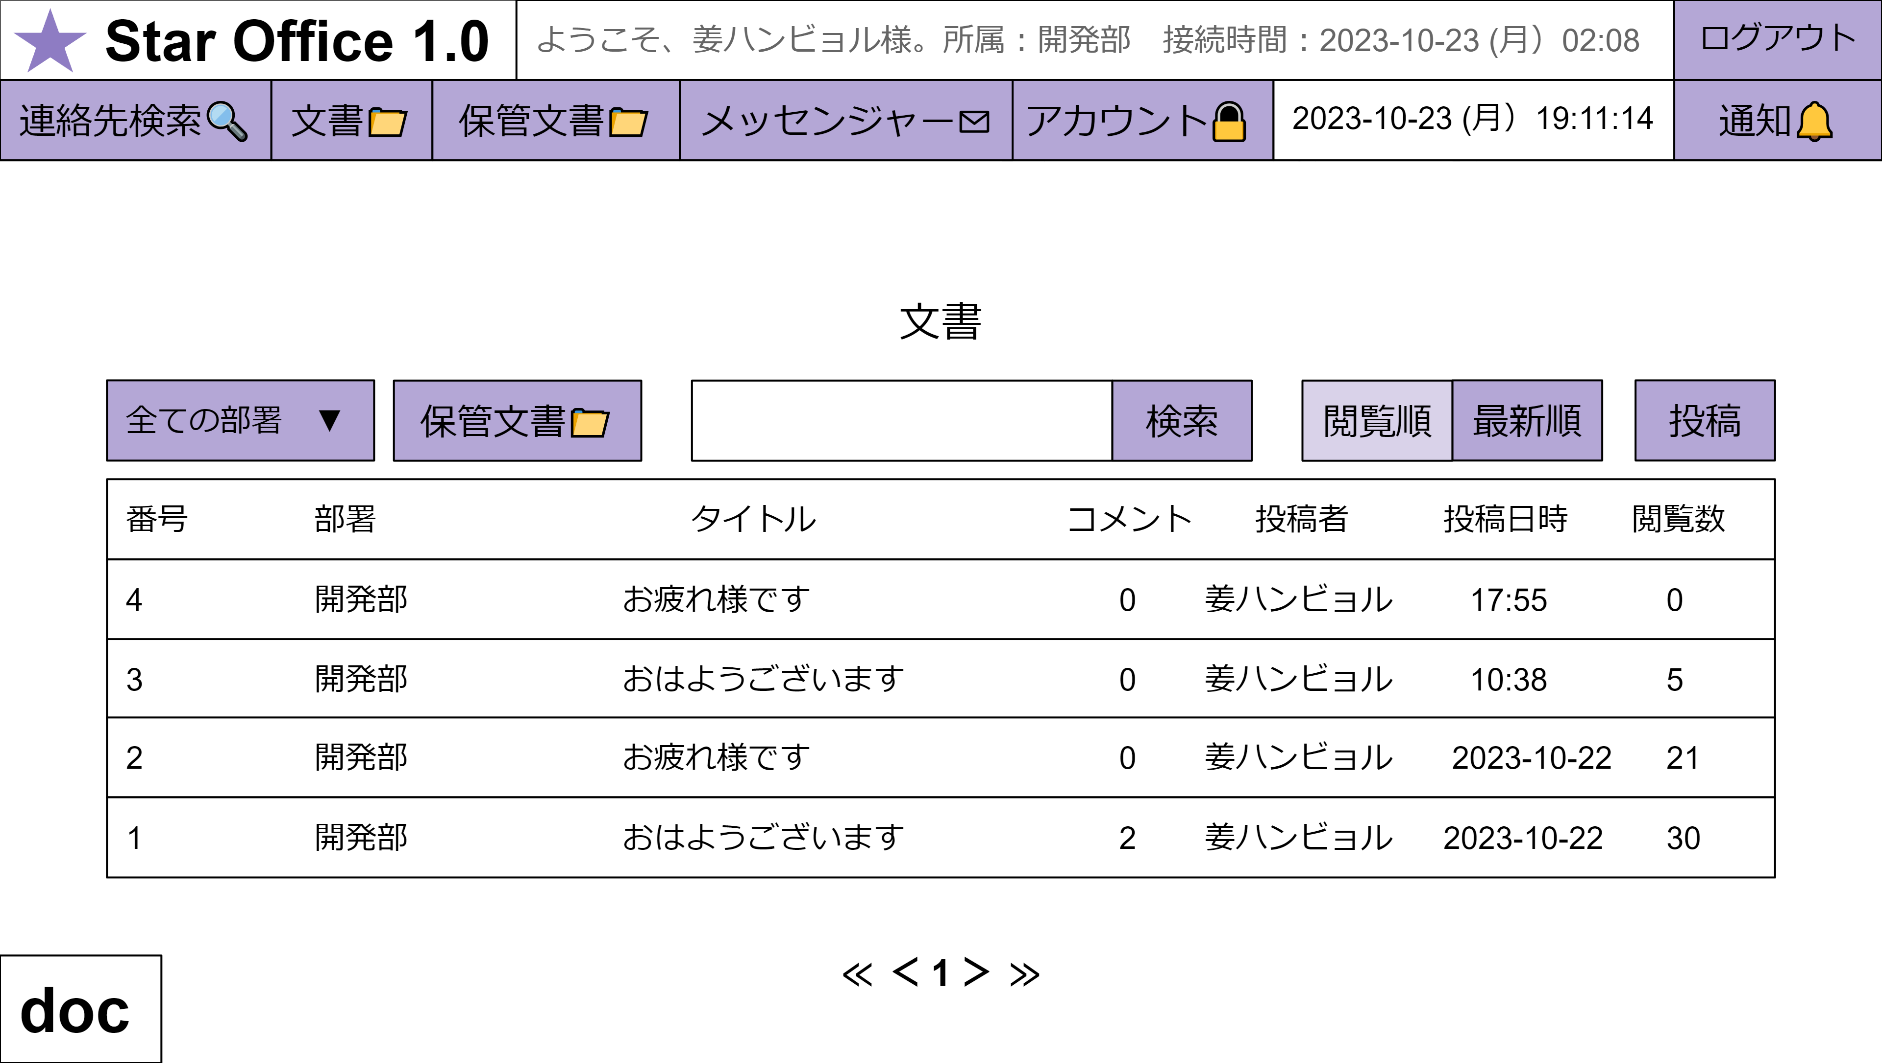 ★ Star Office 1.0 ようこそ、姜ハンビョル様。所属：開発部　接続時間：2023-10-23 (月）02:08 ログアウト
連絡先検索🔍 文書📁 保管文書📁 メッセンジャー✉ アカウント🔒 2023-10-23 (月）19:11:14 通知🔔
文書
全ての部署　▼ 保管文書📁 検索 閲覧順 最新順 投稿
番号 部署 タイトル コメント 投稿者 投稿日時 閲覧数
4 開発部 お疲れ様です 0 姜ハンビョル 17:55 0
3 開発部 おはようございます 0 姜ハンビョル 10:38 5
2 開発部 お疲れ様です 0 姜ハンビョル 2023-10-22 21
1 開発部 おはようございます 2 姜ハンビョル 2023-10-22 30
≪ ＜ 1 ＞ ≫
doc